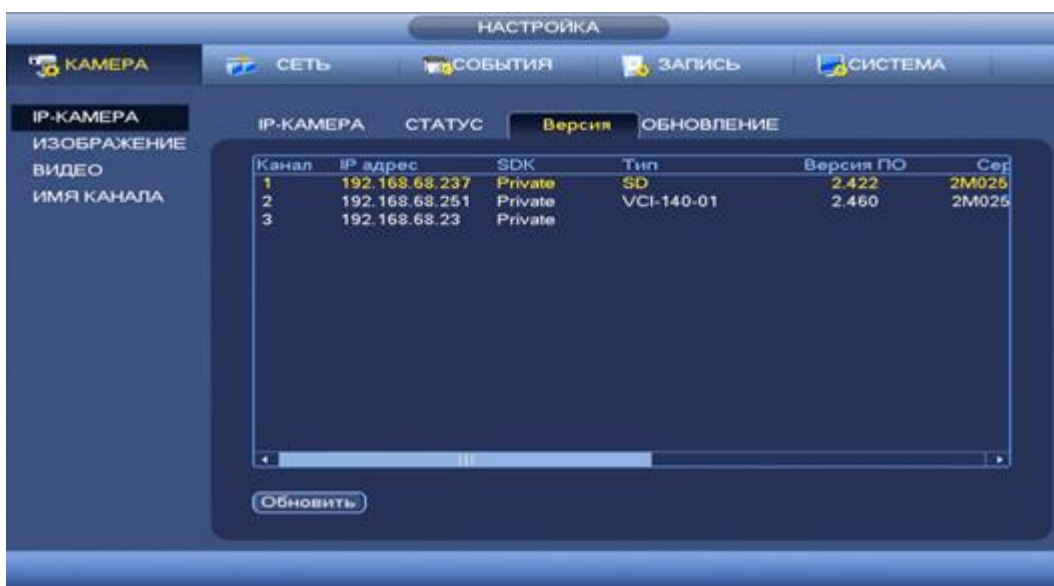 НАСТРОЙКА
КАМЕРА СЕТЬ СОБЫТИЯ ЗАПИСЬ СИСТЕМА
IP-КАМЕРА
ИЗОБРАЖЕНИЕ
ВИДЕО
ИМЯ КАНАЛА
IP-КАМЕРА СТАТУС Версия ОБНОВЛЕНИЕ
Канал IP адрес SDK Тип Версия ПО Сер
1 192.168.68.237 Private SD 2.422 2M025
2 192.168.68.251 Private VCI-140-01 2.460 2M025
3 192.168.68.23 Private
Обновить